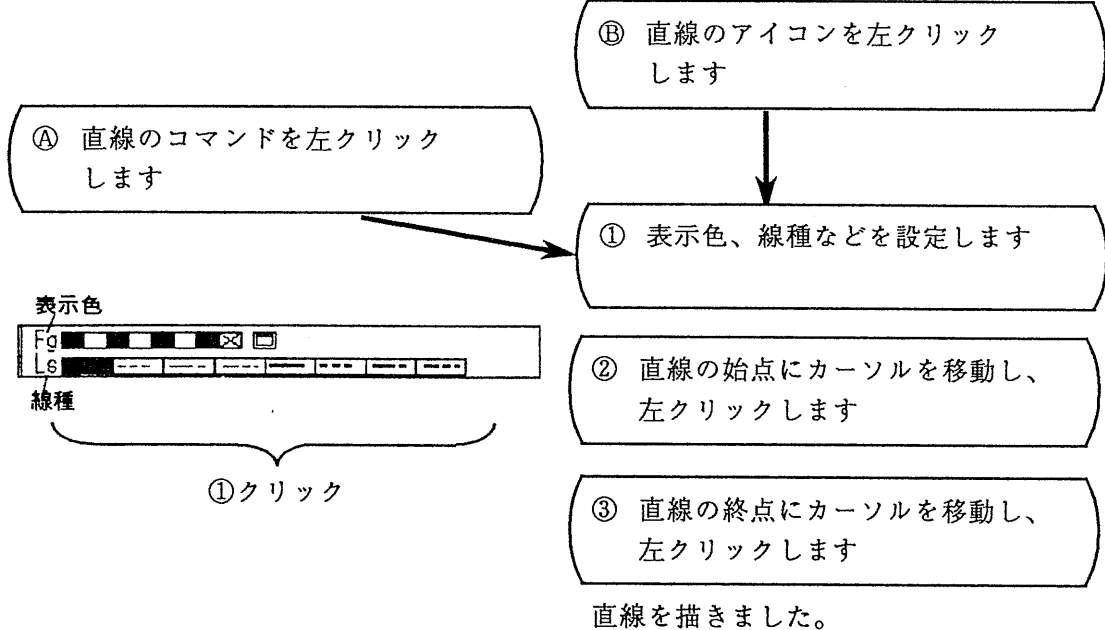 Ⓑ 直線のアイコンを左クリック
します
Ⓐ 直線のコマンドを左クリック
します
① 表示色、線種などを設定します
表示色
Fg
Ls
線種
①クリック
② 直線の始点にカーソルを移動し、
左クリックします
③ 直線の終点にカーソルを移動し、
左クリックします
直線を描きました。